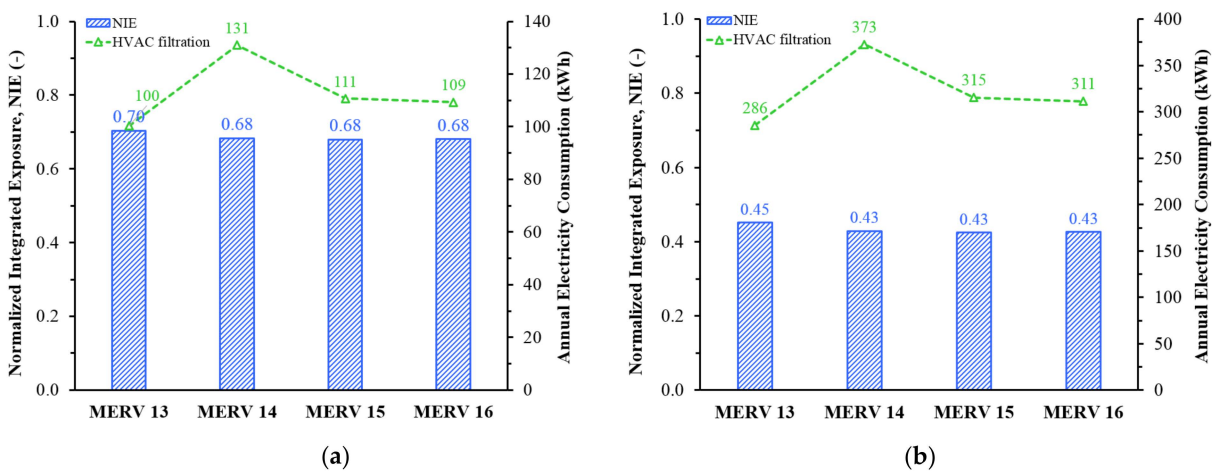 NIE
HVAC filtration
Normalized Integrated Exposure, NIE (-)
1.0
0.8
0.6
0.4
0.2
0.0
Annual Electricity Consumption (kWh)
140
120
100
80
60
40
20
0
100
131
111
109
0.70
0.68
0.68
0.68
MERV 13
MERV 14
MERV 15
MERV 16
(a)
NIE
HVAC filtration
Normalized Integrated Exposure, NIE (-)
1.0
0.8
0.6
0.4
0.2
0.0
Annual Electricity Consumption (kWh)
400
350
300
250
200
150
100
50
0
286
373
315
311
0.45
0.43
0.43
0.43
MERV 13
MERV 14
MERV 15
MERV 16
(b)